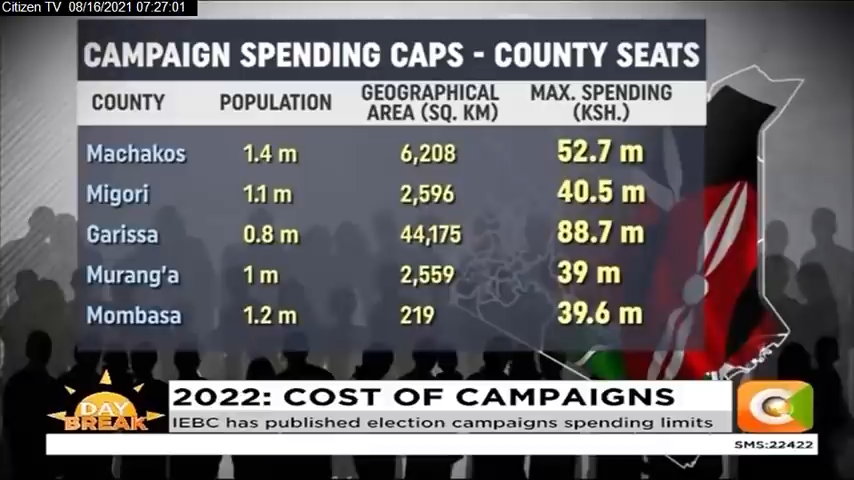 Citizen TV 08/16/2021 07:27:01
CAMPAIGN SPENDING CAPS - COUNTY SEATS
COUNTY POPULATION GEOGRAPHICAL AREA (SQ. KM) MAX. SPENDING (KSH.)
Machakos 1.4 m 6,208 52.7 m
Migori 1.1 m 2,596 40.5 m
Garissa 0.8 m 44,175 88.7 m
Murang'a 1 m 2,559 39 m
Mombasa 1.2 m 219 39.6 m
DAY BREAK
2022: COST OF CAMPAIGNS
IEBC has published election campaigns spending limits
SMS:22422